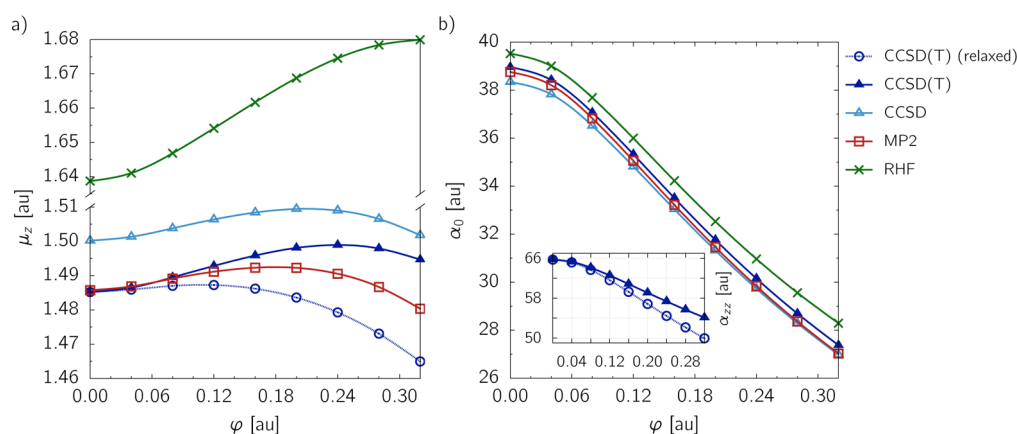 a)
1.68
1.67
1.66
1.65
1.64
1.51
1.50
1.49
1.48
1.47
1.46
μz [au]
0.00 0.06 0.12 0.18 0.24 0.30
φ [au]
b)
40
38
36
34
32
30
28
26
α0 [au]
0.00 0.06 0.12 0.18 0.24 0.30
φ [au]
66
58
50
αzz [au]
0.04 0.12 0.20 0.28
CCSD(T) (relaxed)
CCSD(T)
CCSD
MP2
RHF